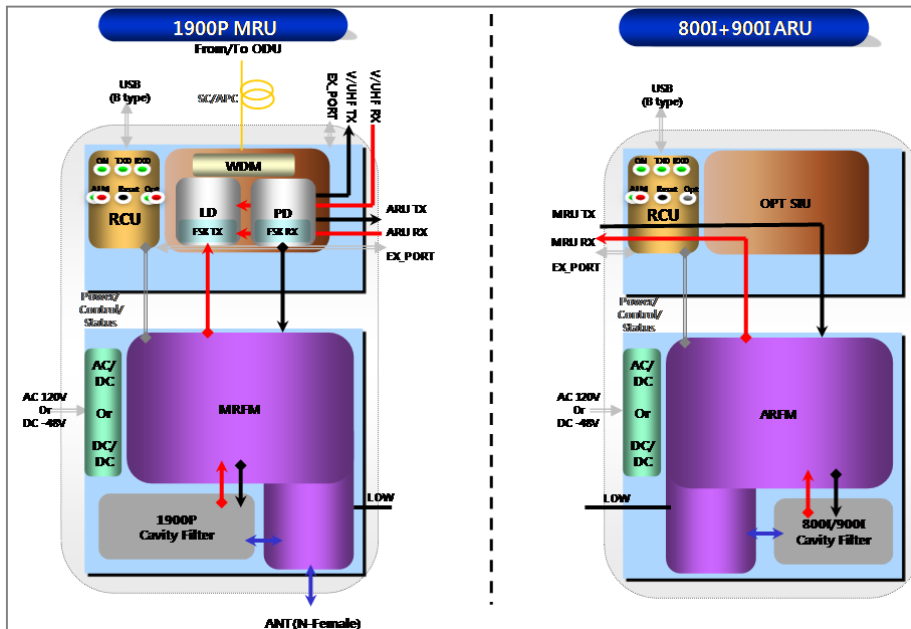 1900P MRU
From/To ODU
USB
(B type)
SC/APC
EX_PORT
V/UHF TX
V/UHF RX
ON TXD RXD
ALM Reset Opt
RCU
WDM
LD
PD
FSK TX
FSK RX
ARU TX
ARU RX
EX_PORT
Power/
Control/
Status
AC/
DC
Or
DC/
DC
AC 120V
Or
DC -48V
MRFM
1900P
Cavity Filter
LOW
ANT(N-Female)
800I+900I ARU
USB
(B type)
ON TXD RXD
ALM Reset Opt
RCU
OPT SIU
MRU TX
MRU RX
EX_PORT
Power/
Control/
Status
AC/
DC
Or
DC/
DC
AC 120V
Or
DC -48V
ARFM
LOW
800I/900I
Cavity Filter